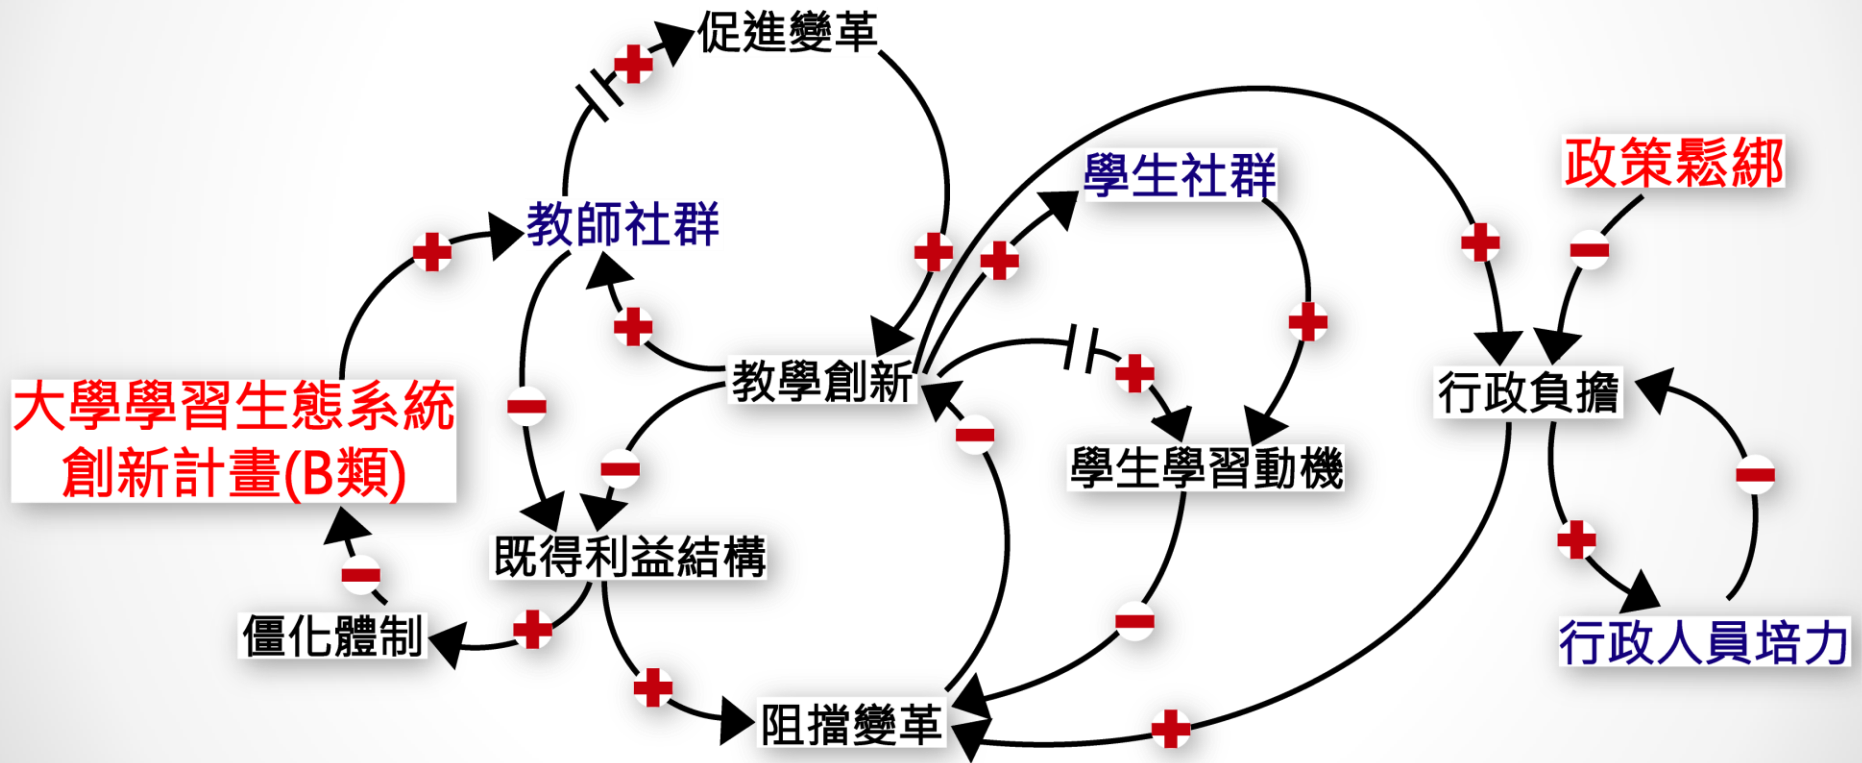 促進變革
學生社群
政策鬆綁
教師社群
教學創新
行政負擔
大學學習生態系統
創新計畫(B類)
學生學習動機
既得利益結構
僵化體制
行政人員培力
阻擋變革